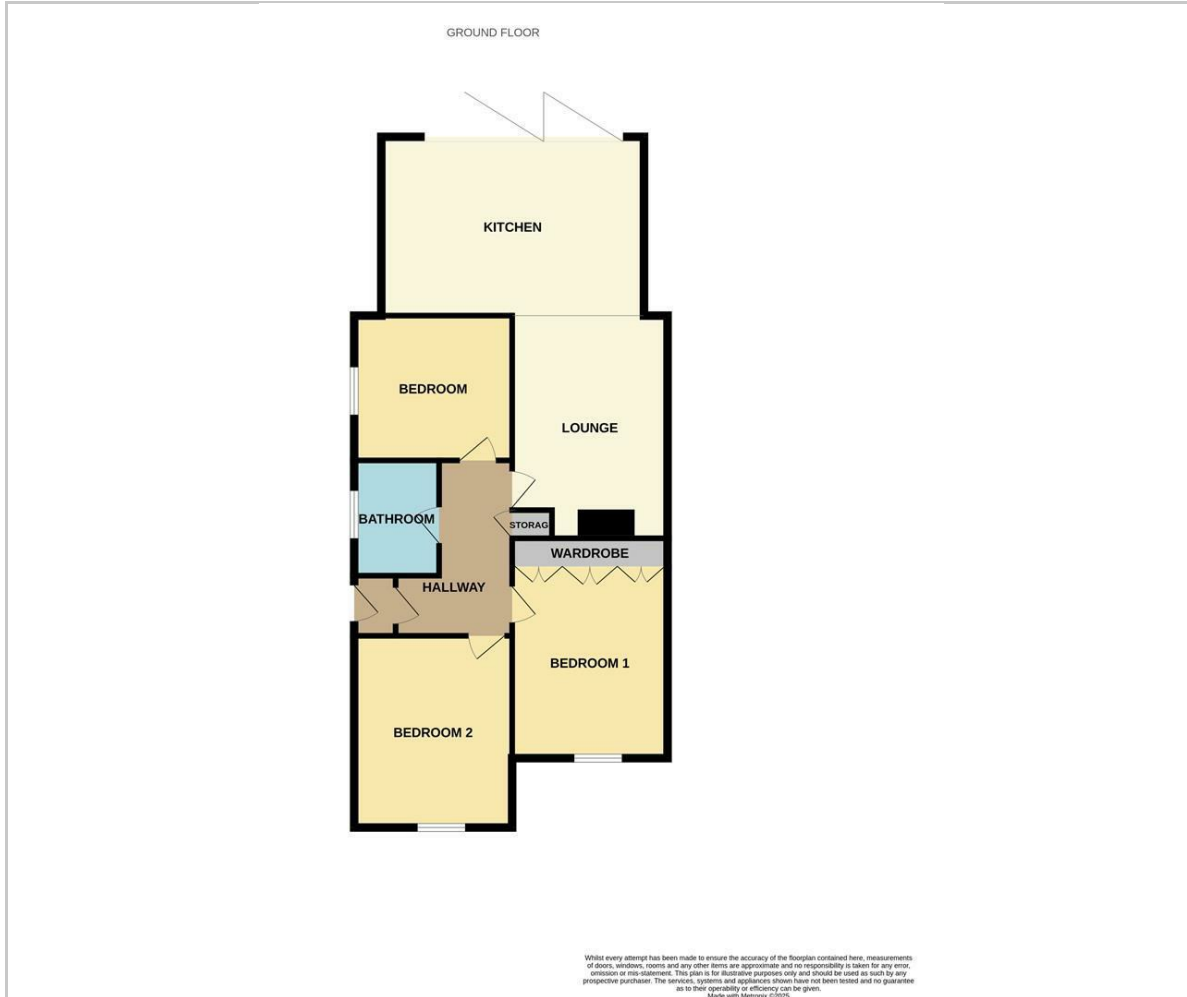 GROUND FLOOR
KITCHEN
BEDROOM
LOUNGE
BATHROOM
STORAG
WARDROBE
HALLWAY
BEDROOM 1
BEDROOM 2
Whilst every attempt has been made to ensure the accuracy of the floorplan contained here, measurements
of doors, windows, rooms and any other items are approximate and no responsibility is taken for any error,
omission or mis-statement. This plan is for illustrative purposes only and should be used as such by any
prospective purchaser. The services, systems and appliances shown have not been tested and no guarantee
as to their operability or efficiency can be given.
Made with Metropix ©2025